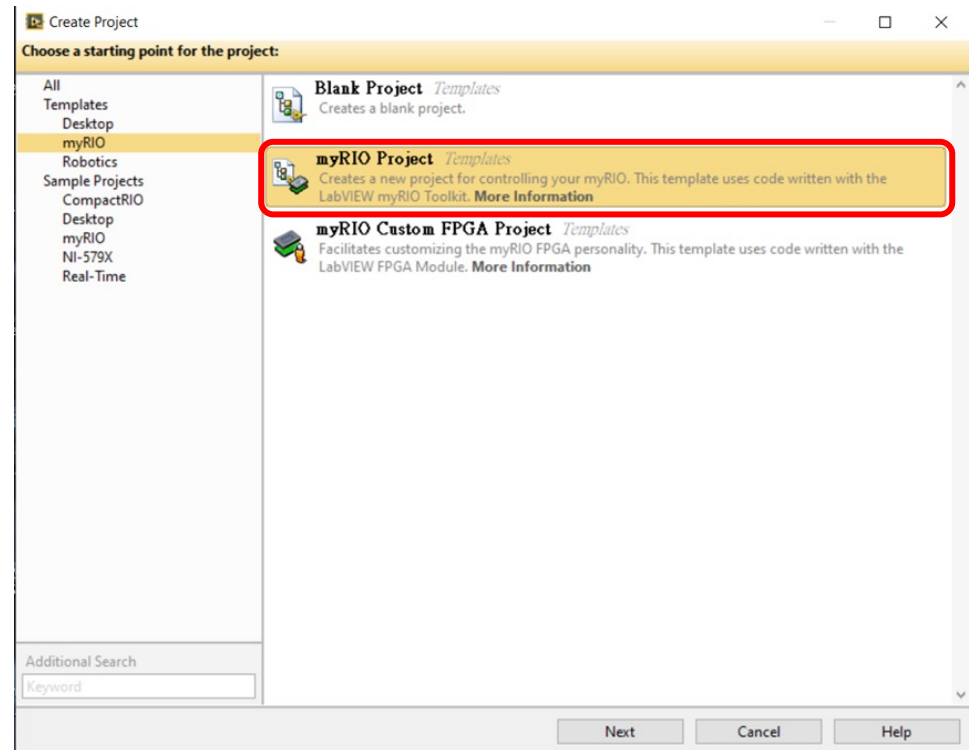 Create Project
Choose a starting point for the project:
All
Templates
Desktop
myRIO
Robotics
Sample Projects
CompactRIO
Desktop
myRIO
NI-579X
Real-Time
Additional Search
Keyword
Blank Project Templates
Creates a blank project.
myRIO Project Templates
Creates a new project for controlling your myRIO. This template uses code written with the
LabVIEW myRIO Toolkit. More Information
myRIO Custom FPGA Project Templates
Facilitates customizing the myRIO FPGA personality. This template uses code written with the
LabVIEW FPGA Module. More Information
Next Cancel Help